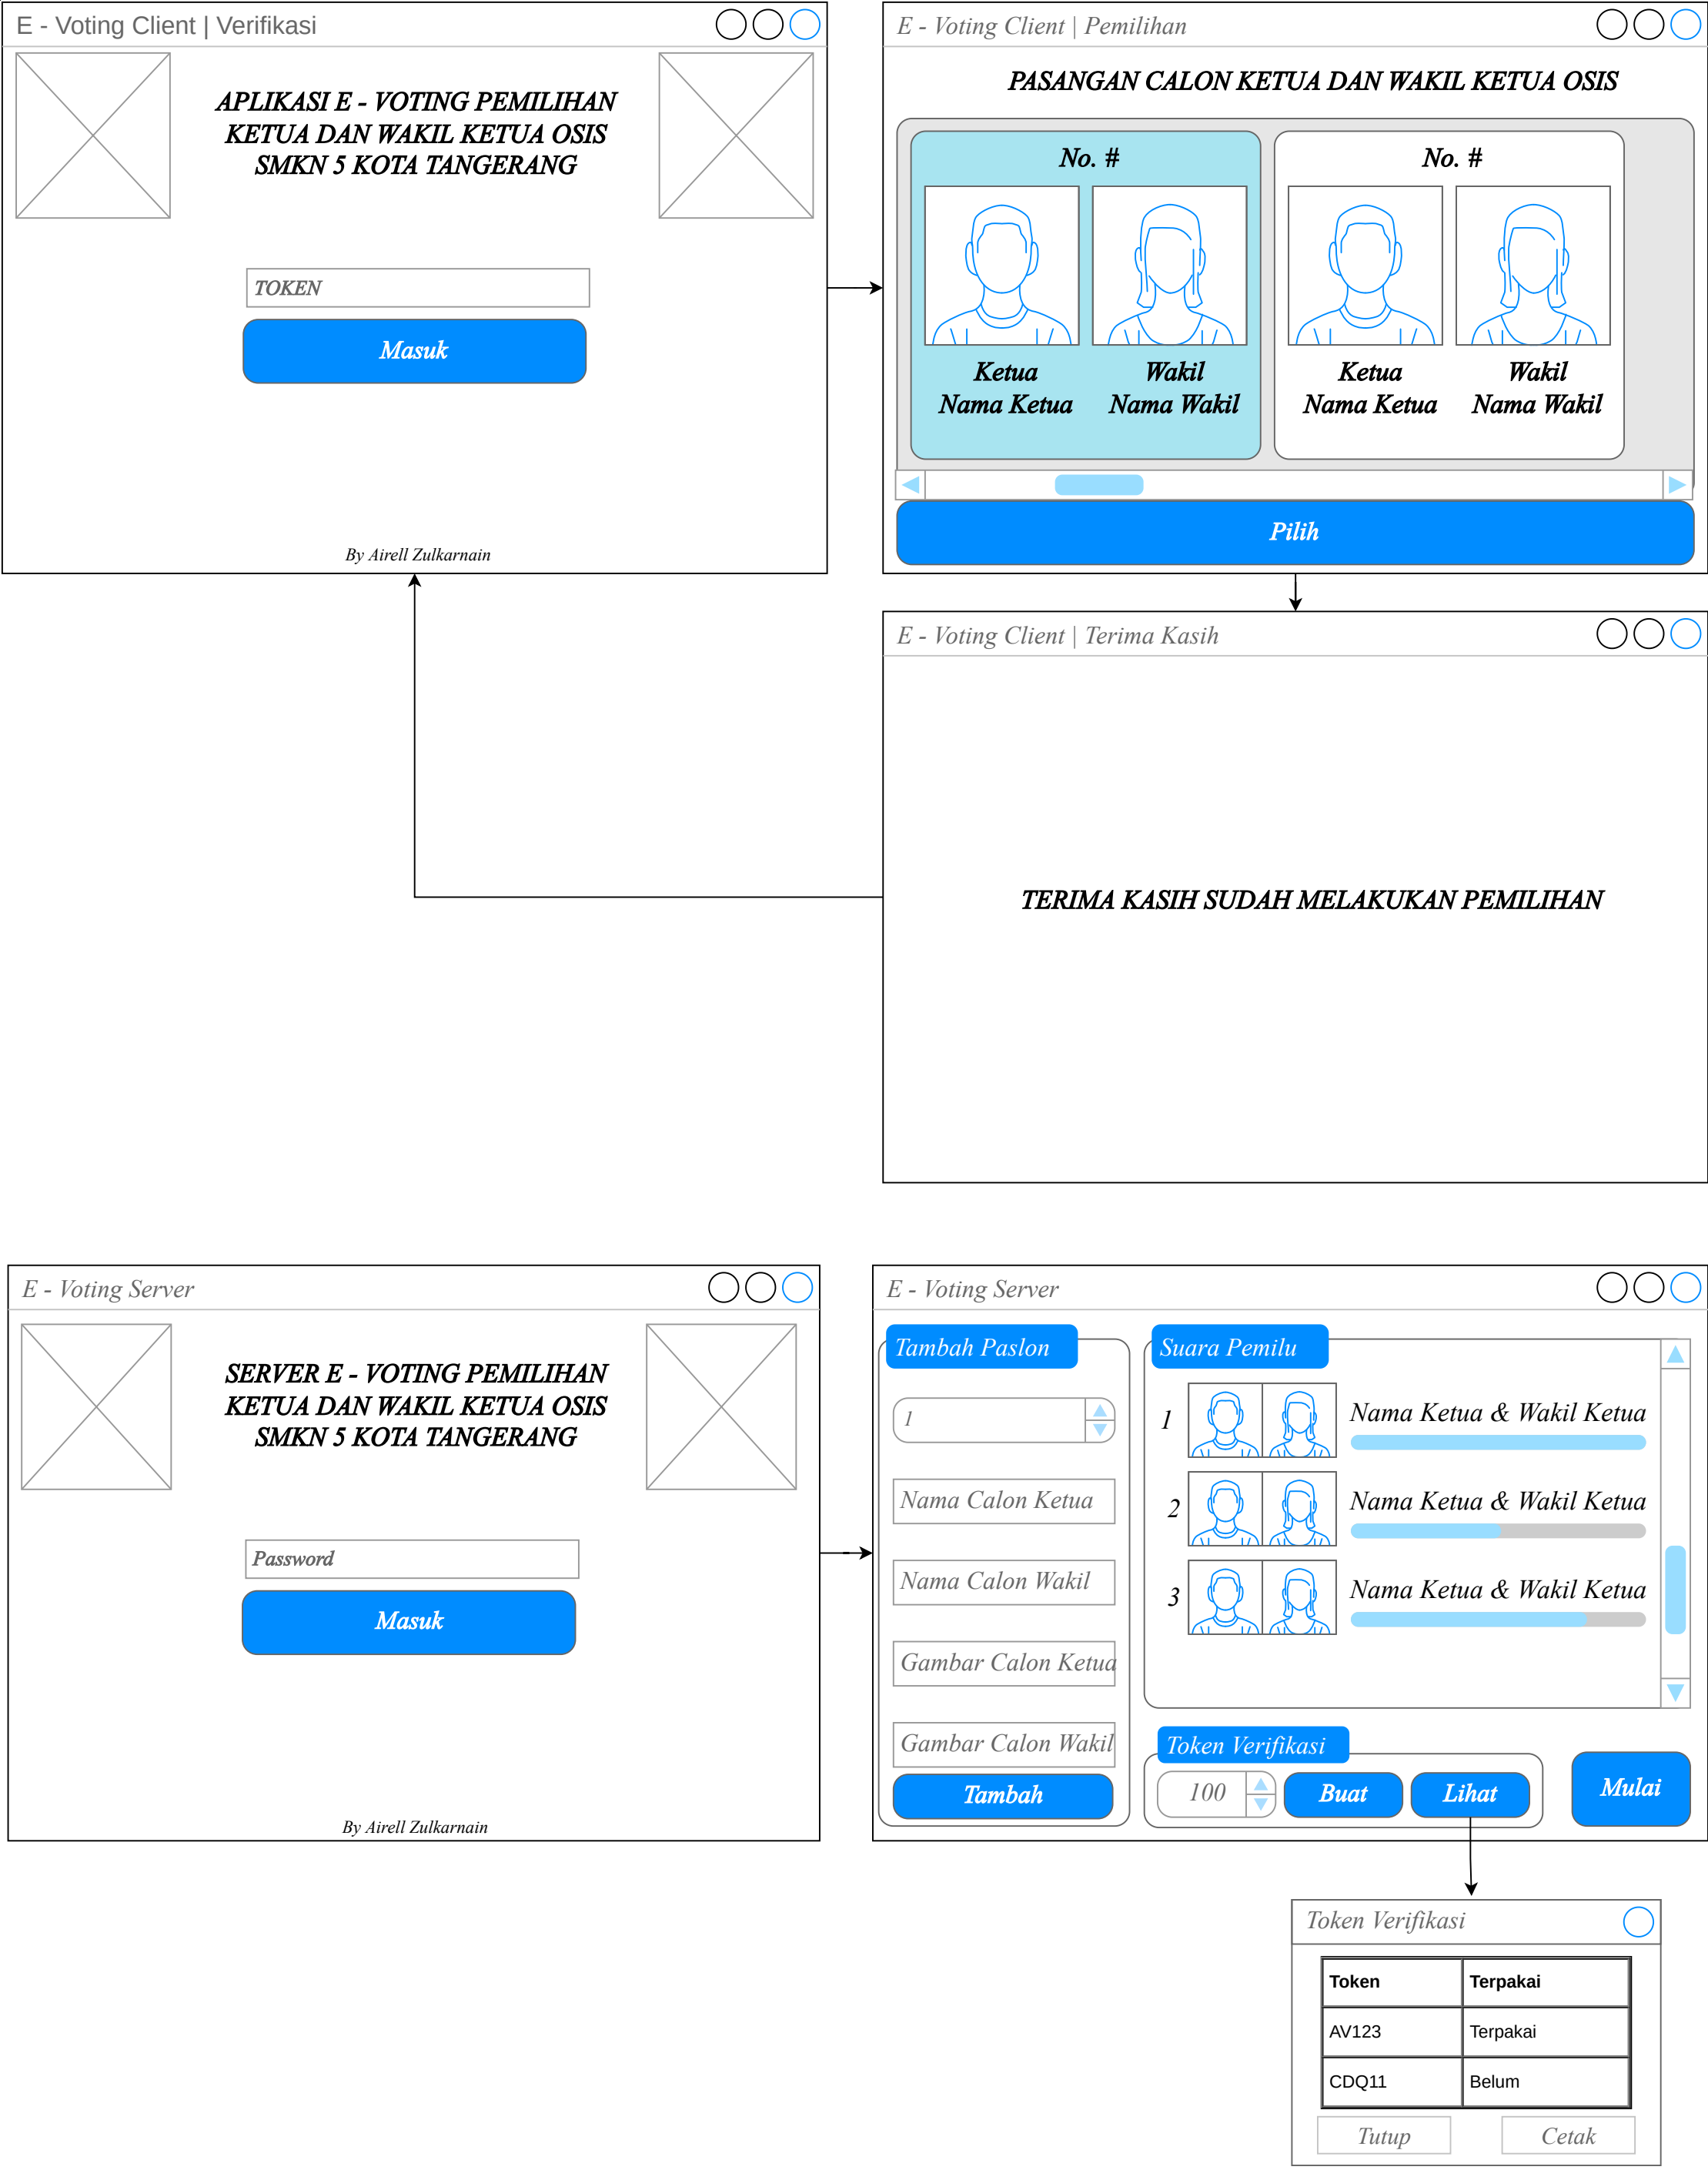 E - Voting Client | Verifikasi
APLIKASI E - VOTING PEMILIHAN
KETUA DAN WAKIL KETUA OSIS
SMKN 5 KOTA TANGERANG
TOKEN
Masuk
By Airell Zulkarnain
E - Voting Client | Pemilihan
PASANGAN CALON KETUA DAN WAKIL KETUA OSIS
No. #
Ketua
Nama Ketua
Wakil
Nama Wakil
No. #
Ketua
Nama Ketua
Wakil
Nama Wakil
Pilih
E - Voting Client | Terima Kasih
TERIMA KASIH SUDAH MELAKUKAN PEMILIHAN
E - Voting Server
SERVER E - VOTING PEMILIHAN
KETUA DAN WAKIL KETUA OSIS
SMKN 5 KOTA TANGERANG
Password
Masuk
By Airell Zulkarnain
E - Voting Server
Tambah Paslon
1
Nama Calon Ketua
Nama Calon Wakil
Gambar Calon Ketua
Gambar Calon Wakil
Tambah
Suara Pemilu
1
Nama Ketua & Wakil Ketua
2
Nama Ketua & Wakil Ketua
3
Nama Ketua & Wakil Ketua
Token Verifikasi
100
Buat
Lihat
Mulai
Token Verifikasi
Token Terpakai
AV123 Terpakai
CDQ11 Belum
Tutup
Cetak